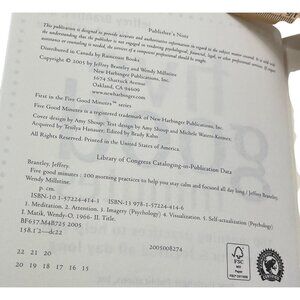 Publisher's Note
This publication is designed to provide accurate and authoritative information in regard to the subject matter covered. It is sold with
the understanding that the publisher is not engaged in rendering psychological, financial, legal, or other professional services. If expert
assistance or counseling is needed, the services of a competent professional should be sought.
Distributed in Canada by Raincoast Books
Copyright © 2005 by Jeffrey Brantley and Wendy Millstine
New Harbinger Publications, Inc.
5674 Shattuck Avenue
Oakland, CA 94609
www.newharbinger.com
First in the Five Good Minutes™ series
Five Good Minutes is a registered trademark of New Harbinger Publications, Inc.
Cover design by Amy Shoup; Text design by Amy Shoup and Michele Waters-Kermes;
Acquired by Tesilya Hanauer; Edited by Brady Kahn
All Rights Reserved. Printed in the United States of America.
Library of Congress Cataloging-in-Publication Data
Brantley, Jeffrey.
Five good minutes : 100 morning practices to help you stay calm and focused all day long / Jeffrey Brantley,
Wendy Millstine.
p. cm.
ISBN-10 1-57224-414-1 ISBN-13 978-1-57224-414-6
1. Meditation. 2. Attention. 3. Imagery (Psychology) 4. Visualization. 5. Self-actualization (Psychology)
I. Matik, Wendy-O, 1966- II. Title.
BF637.M4B725 2005
158.1'2—dc22
2005008274
22 21 20
20 19 18 17 16 15
FSC